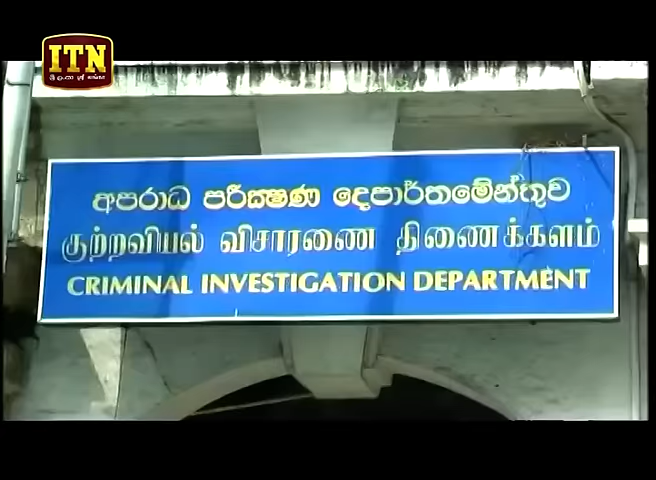 ITN
අපරාධ පරීක්ෂණ දෙපාර්තමේන්තුව
குற்றவியல் விசாரணை திணைக்களம்
CRIMINAL INVESTIGATION DEPARTMENT